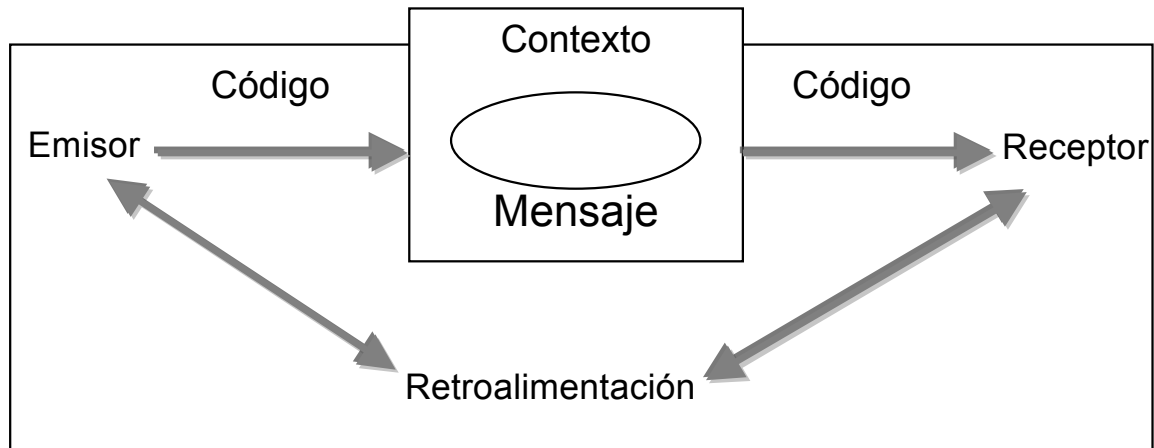 Contexto
Código
Código
Emisor
Receptor
Mensaje
Retroalimentación